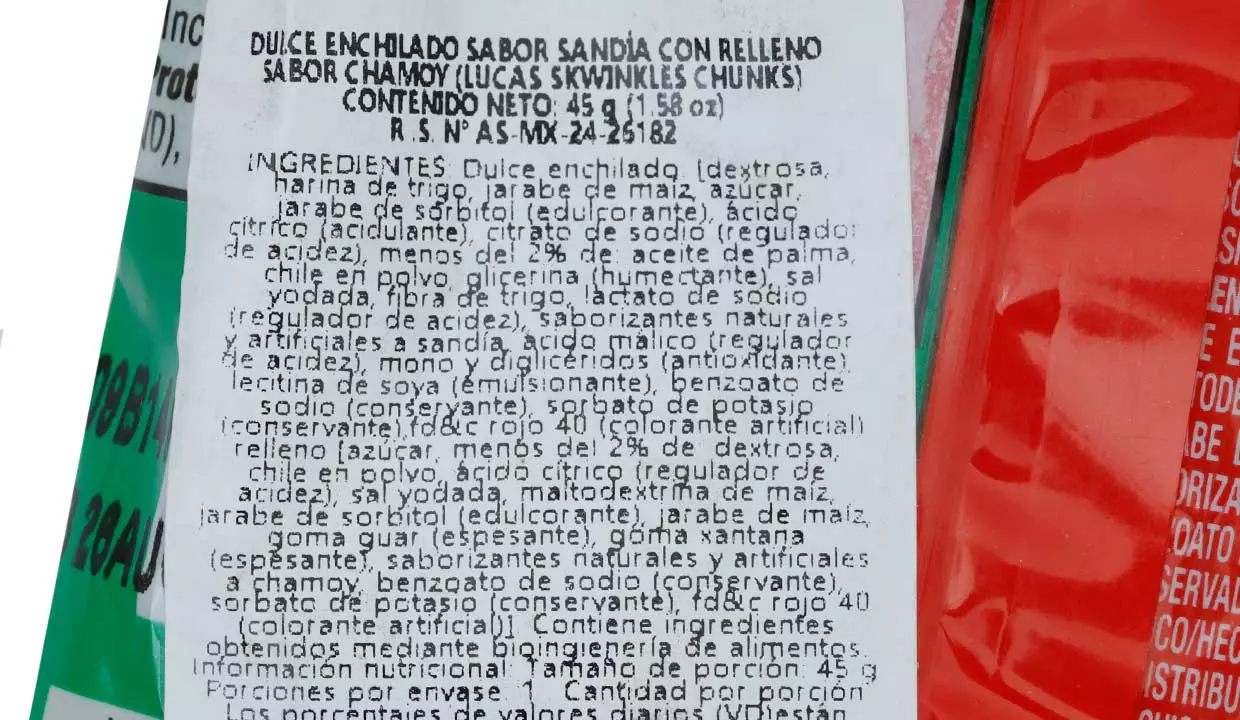 DULCE ENCHILADO SABOR SANDÍA CON RELLENO
SABOR CHAMOY (LUCAS SKWINKLES CHUNKS)
CONTENIDO NETO: 45 g (1.58 oz)
R.S. N° AS-MX-24-26182
INGREDIENTES: Dulce enchilado. [dextrosa,
harina de trigo, jarabe de maíz, azúcar,
jarabe de sorbitol (edulcorante), ácido
cítrico (acidulante), citrato de sodio (regulador
de acidez), menos del 2% de: aceite de palma,
chile en polvo, glicerina (humectante), sal
yodada, fibra de trigo, lactato de sodio
(regulador de acidez), saborizantes naturales
y artificiales a sandía, ácido málico (regulador
de acidez), mono y diglicéridos (antioxidante),
lecitina de soya (emulsionante), benzoato de
sodio (conservante), sorbato de potasio
(conservante),fd&c rojo 40 (colorante artificial)
relleno [azúcar, menos del 2% de dextrosa,
chile en polvo, ácido cítrico (regulador de
acidez), sal yodada, maltodextrina de maíz,
jarabe de sorbitol (edulcorante), jarabe de maíz,
goma guar (espesante), goma xantana
(espesante), saborizantes naturales y artificiales
a chamoy, benzoato de sodio (conservante),
sorbato de potasio (conservante), fd&c rojo 40
(colorante artificial)]. Contiene ingredientes
obtenidos mediante bioingienería de alimentos.
Información nutricional: Tamaño de porción: 45 g
Porciones por envase: 1 Cantidad por porción
Los porcentajes de valores diarios (VD)están